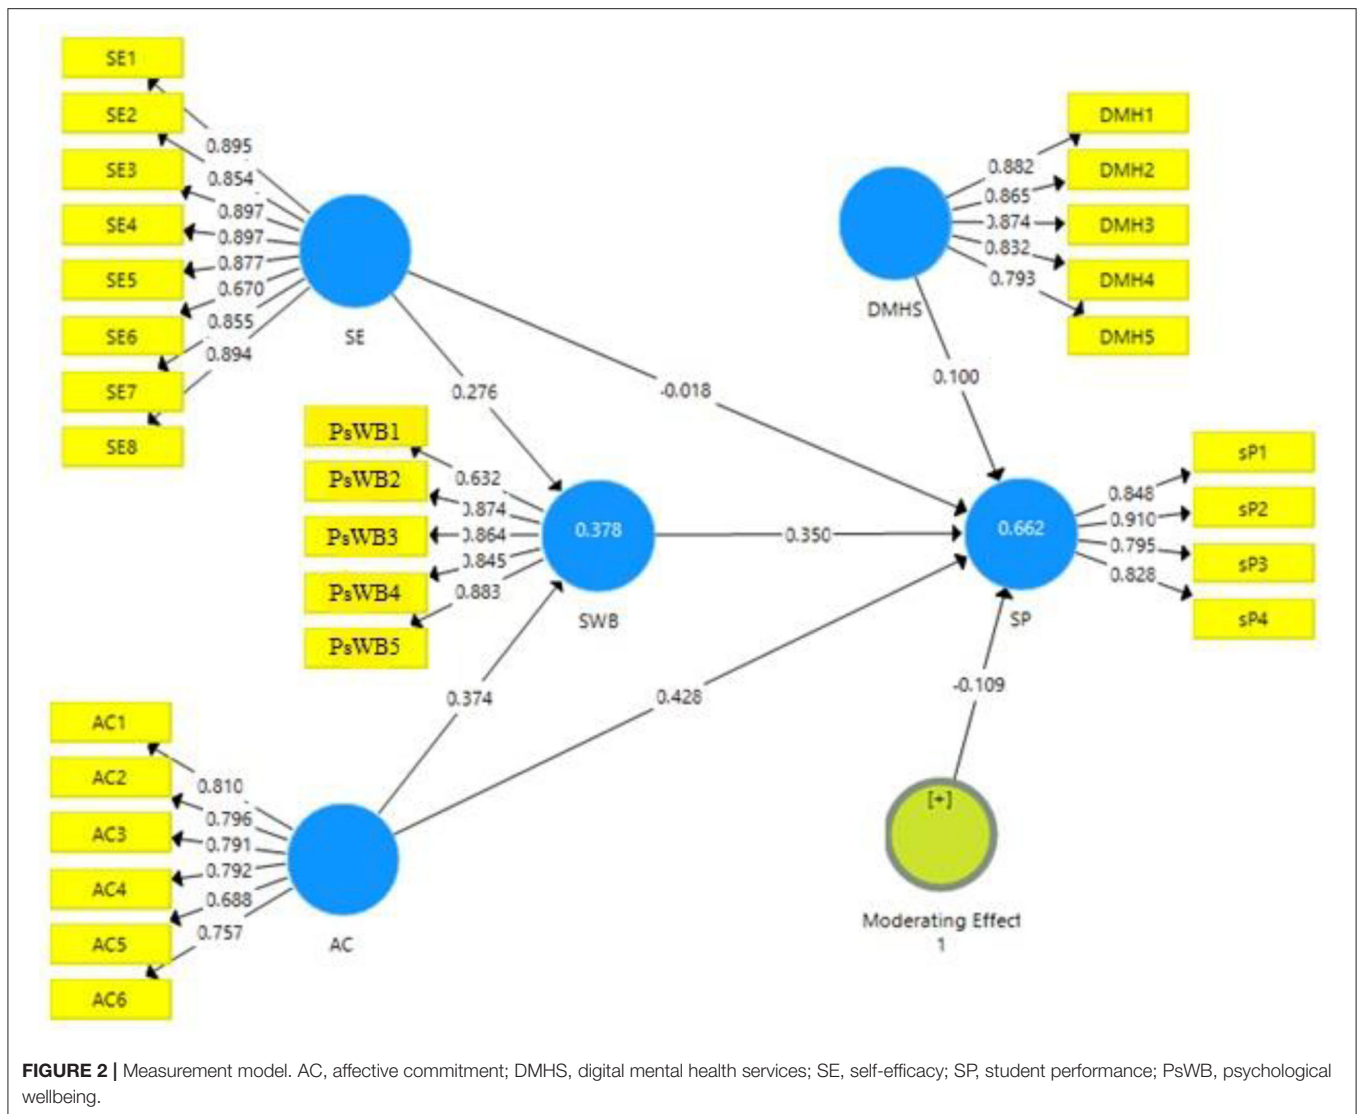 SE1
SE2
SE3
SE4
SE5
SE6
SE7
SE8
0.895
0.854
0.897
0.897
0.877
0.670
0.855
0.894
SE
DMH1
DMH2
DMH3
DMH4
DMH5
0.882
0.865
0.874
0.832
0.793
DMHS
0.276
-0.018
0.100
PsWB1
PsWB2
PsWB3
PsWB4
PsWB5
0.632
0.874
0.864
0.845
0.883
0.378
SWB
0.350
0.662
SP
0.848
0.910
0.795
0.828
sP1
sP2
sP3
sP4
0.374
0.428
-0.109
AC1
AC2
AC3
AC4
AC5
AC6
0.810
0.796
0.791
0.792
0.688
0.757
AC
[+]
Moderating Effect
1
FIGURE 2 | Measurement model. AC, affective commitment; DMHS, digital mental health services; SE, self-efficacy; SP, student performance; PsWB, psychological
wellbeing.